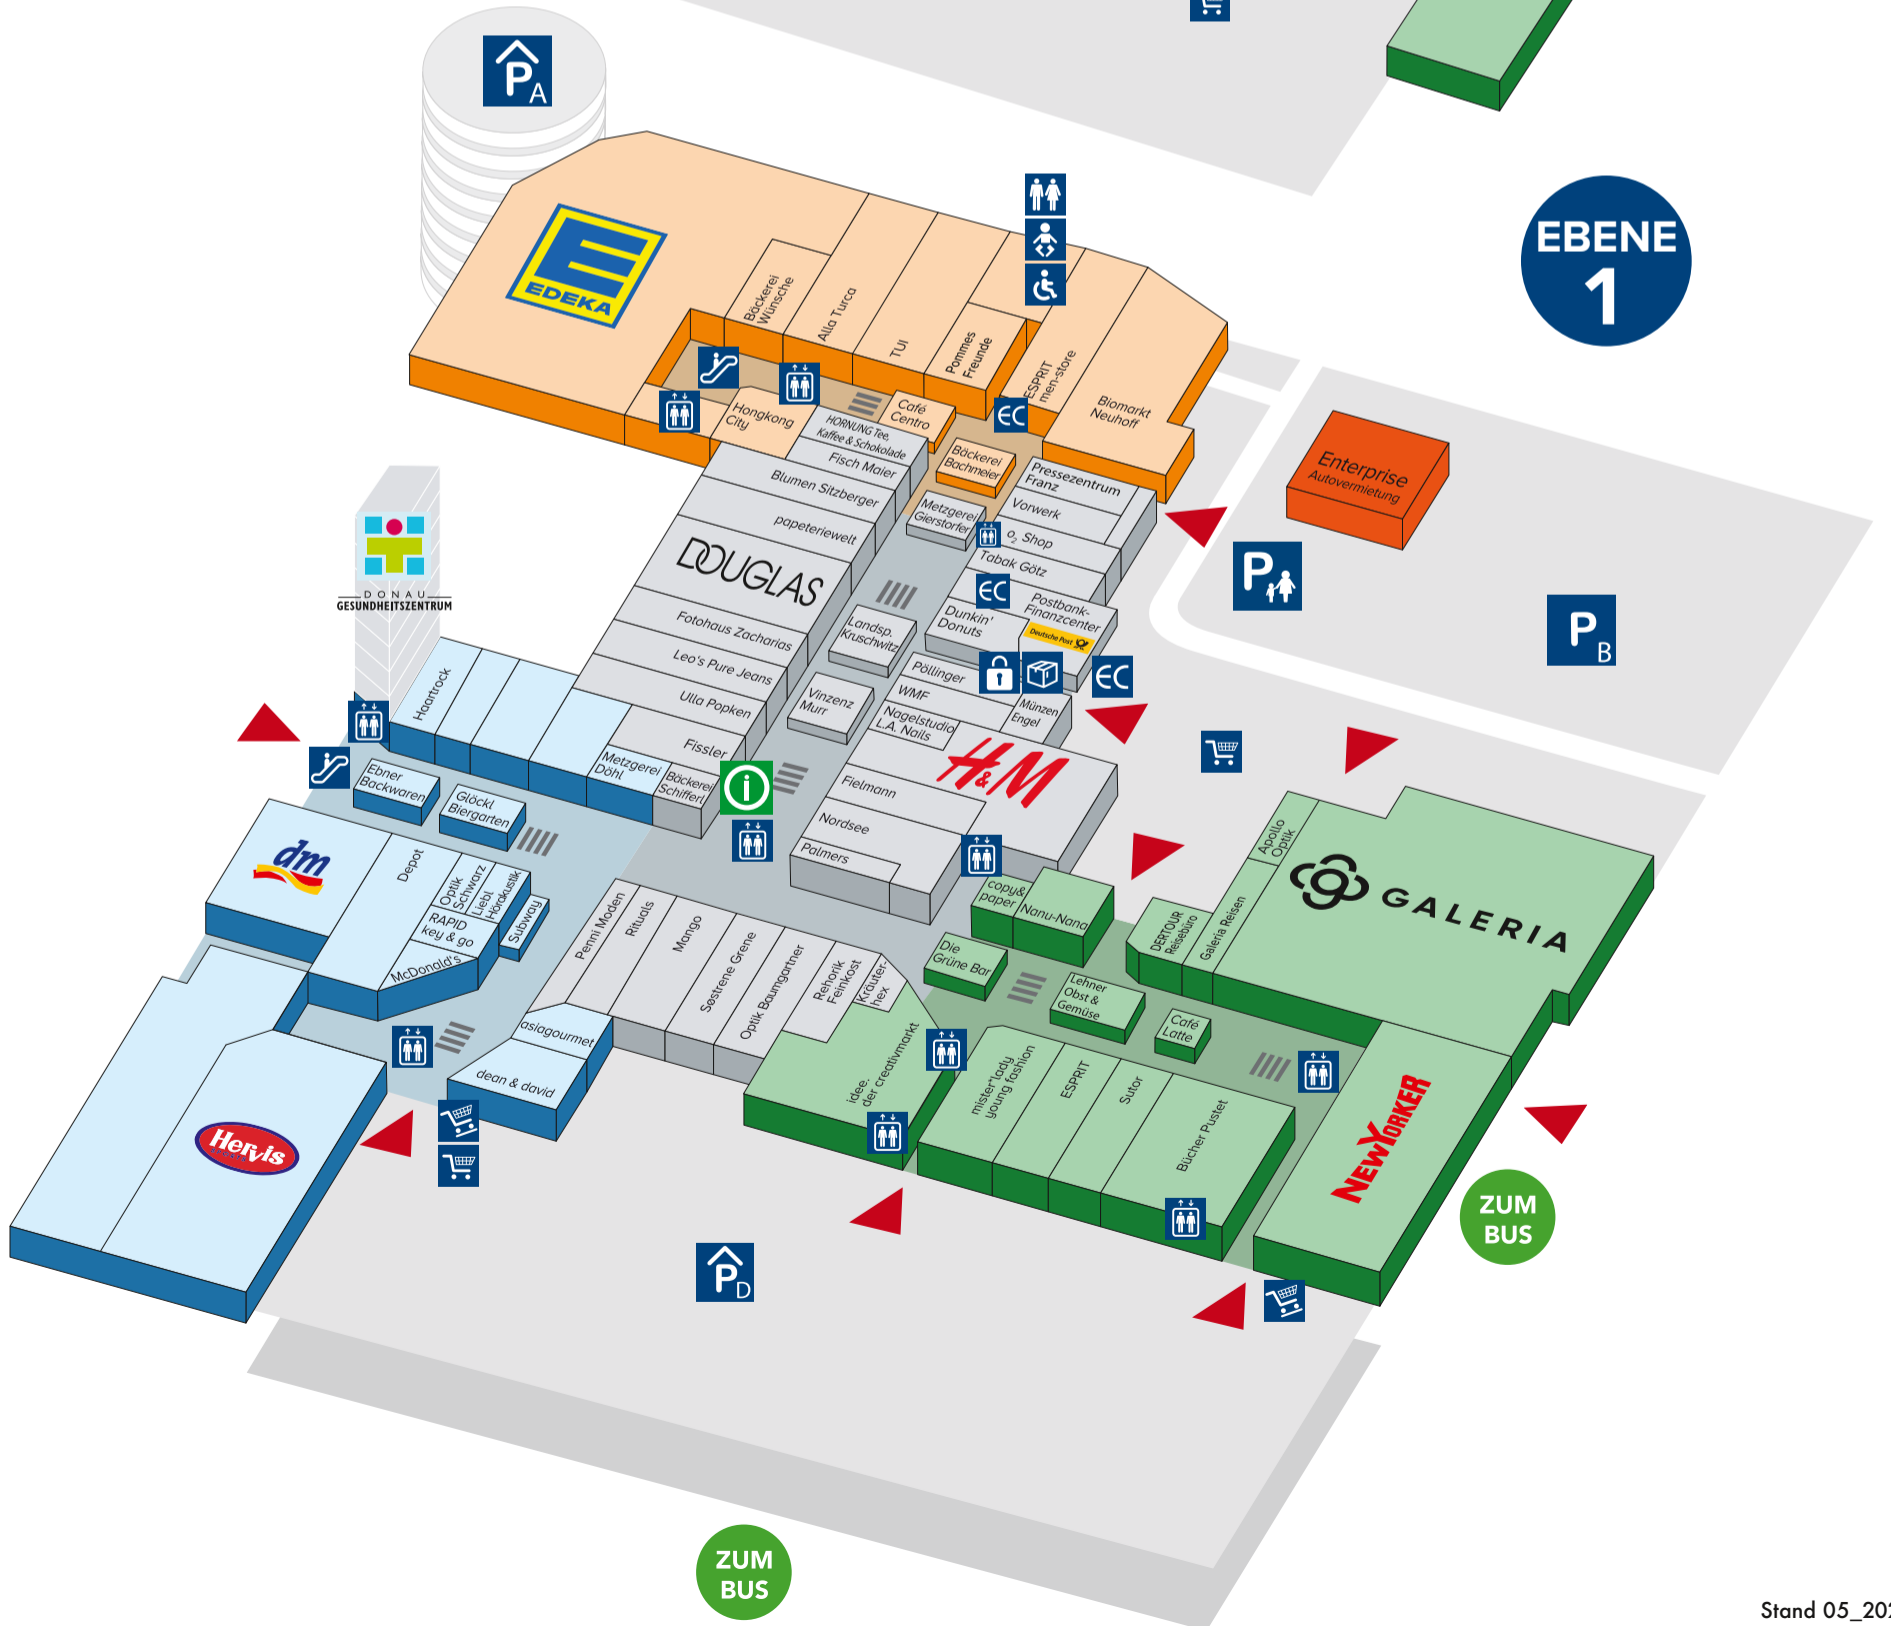 P
A
EDEKA
Bäckerei
Wünsche
Alla Turca
TUI
Pommes
Freunde
ESPRIT
men-store
Biomarkt
Neuhoff
EBENE
1
Hongkong
City
HORNUNG Tee,
Kaffee & Schokolade
Café
Centro
EC
Bäckerei
Bachmeier
Fisch Maier
Blumen Sitzberger
papeteriewelt
DOUGLAS
Fotohaus Zacharias
Leo's Pure Jeans
Ulla Popken
Fissler
Metzgerei
Gierstorfer
Pressezentrum
Franz
Vorwerk
o2 Shop
Tabak Götz
EC
Postbank-
Finanzcenter
Deutsche Post
Dunkin'
Donuts
Landsp.
Kruschwitz
Vinzenz
Murr
Pöllinger
WMF
Nagelstudio
L.A. Nails
Münzen
Engel
EC
H&M
Fielmann
Nordsee
Palmers
Enterprise
Autovermietung
P
P
B
DONAU
GESUNDHEITSZENTRUM
Haartrock
Metzgerei
Döhl
Bäckerei
Schifferl
i
Ebner
Backwaren
Glöckl
Biergarten
dm
Depot
Optik
Schwarz
Liebl
Hörakustik
RAPID
key & go
McDonald's
Subway
Hervis
asiagourmet
dean & david
Penni Moden
Rituals
Mango
Søstrene Grene
Optik Baumgartner
Rehorik
Feinkost
Kräuter-
hex
idee.
der creativmarkt
copy&
paper
Nanu-Nana
Die
Grüne Bar
Lehner
Obst &
Gemüse
Café
Latte
DERTOUR
Reisebüro
Galeria Reisen
Apollo
Optik
GALERIA
mister*lady
young fashion
ESPRIT
Sutor
Bücher Pustet
NEWYORKER
ZUM
BUS
P
D
ZUM
BUS